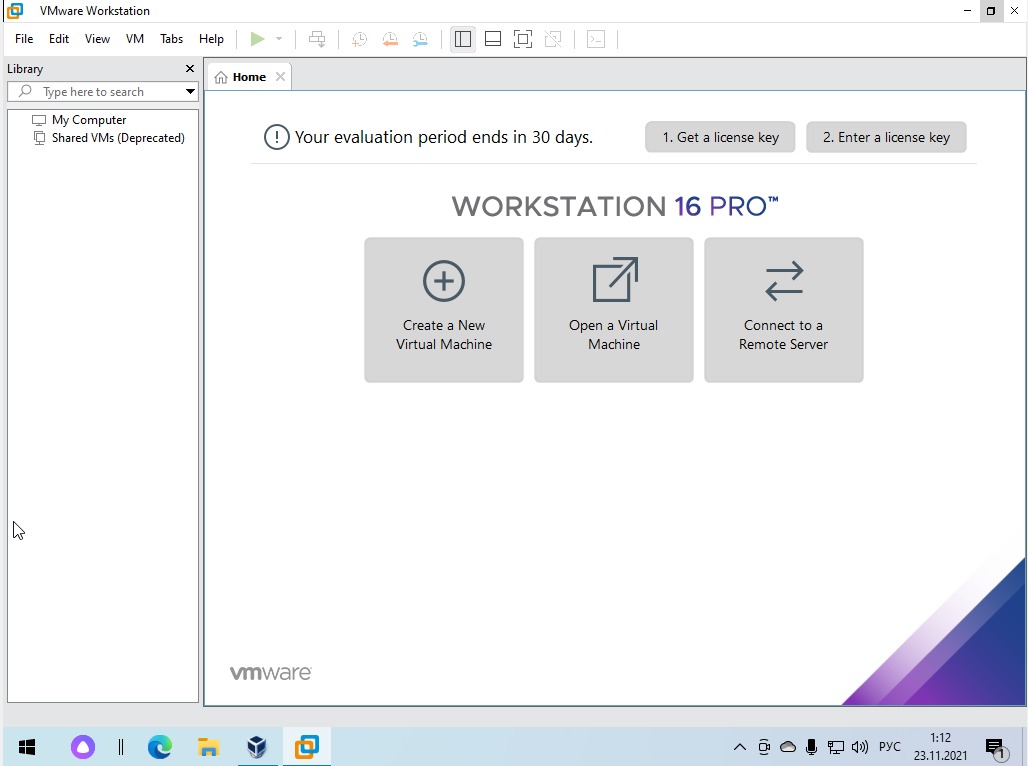 VMware Workstation
File Edit View VM Tabs Help
Library
Type here to search
My Computer
Shared VMs (Deprecated)
Home
Your evaluation period ends in 30 days.
1. Get a license key
2. Enter a license key
WORKSTATION 16 PRO™
Create a New
Virtual Machine
Open a Virtual
Machine
Connect to a
Remote Server
vmware
РУС
1:12
23.11.2021
1